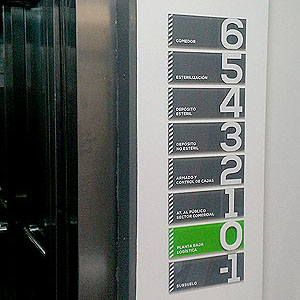 COMEDOR 6
ESTERILIZACIÓN 5
DEPÓSITO
ESTÉRIL 4
DEPÓSITO
NO ESTÉRIL 3
ARMADO Y
CONTROL DE CAJAS 2
AT. AL PÚBLICO
SECTOR COMERCIAL 1
PLANTA BAJA
LOGÍSTICA 0
SUBSUELO -1